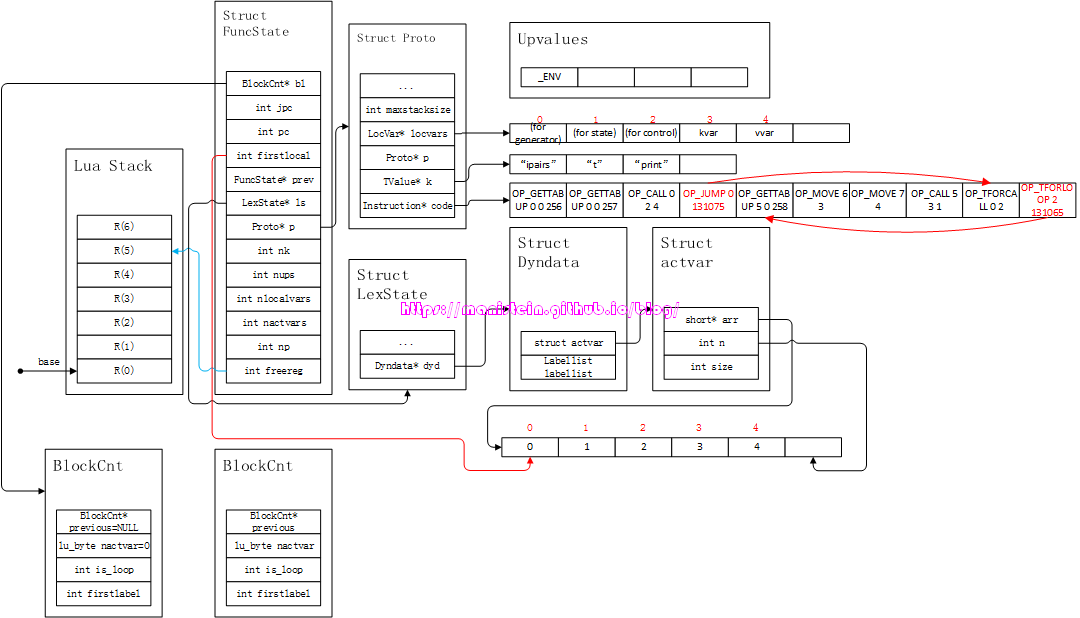 Struct
FuncState
BlockCnt* bl
int jpc
int pc
int firstlocal
FuncState* prev
LexState* ls
Proto* p
int nk
int nups
int nlocalvars
int nactvars
int np
int freereg
Struct Proto
...
int maxstacksize
LocVar* locvars
Proto* p
TValue* k
Instruction* code
Upvalues
_ENV
0 1 2 3 4
(for generator) (for state) (for control) kvar vvar
“ipairs” “t” “print”
OP_GETTAB OP_GETTAB OP_CALL 0 OP_JUMP 0 OP_GETTAB OP_MOVE 6 OP_MOVE 7 OP_CALL 5 OP_TFORCA OP_TFORLO
UP 0 0 256 UP 0 0 257 2 4 131075 UP 5 0 258 3 4 3 1 LL 0 2 OP 2
131065
Lua Stack
R(6)
R(5)
R(4)
R(3)
R(2)
R(1)
R(0)
base
Struct
LexState
...
Dyndata* dyd
Struct
Dyndata
struct actvar
Labellist
labellist
Struct
actvar
short* arr
int n
int size
https://manistein.github.io/blog/
0 1 2 3 4
0 1 2 3 4
BlockCnt
BlockCnt*
previous=NULL
lu_byte nactvar=0
int is_loop
int firstlabel
BlockCnt
BlockCnt*
previous
lu_byte nactvar
int is_loop
int firstlabel